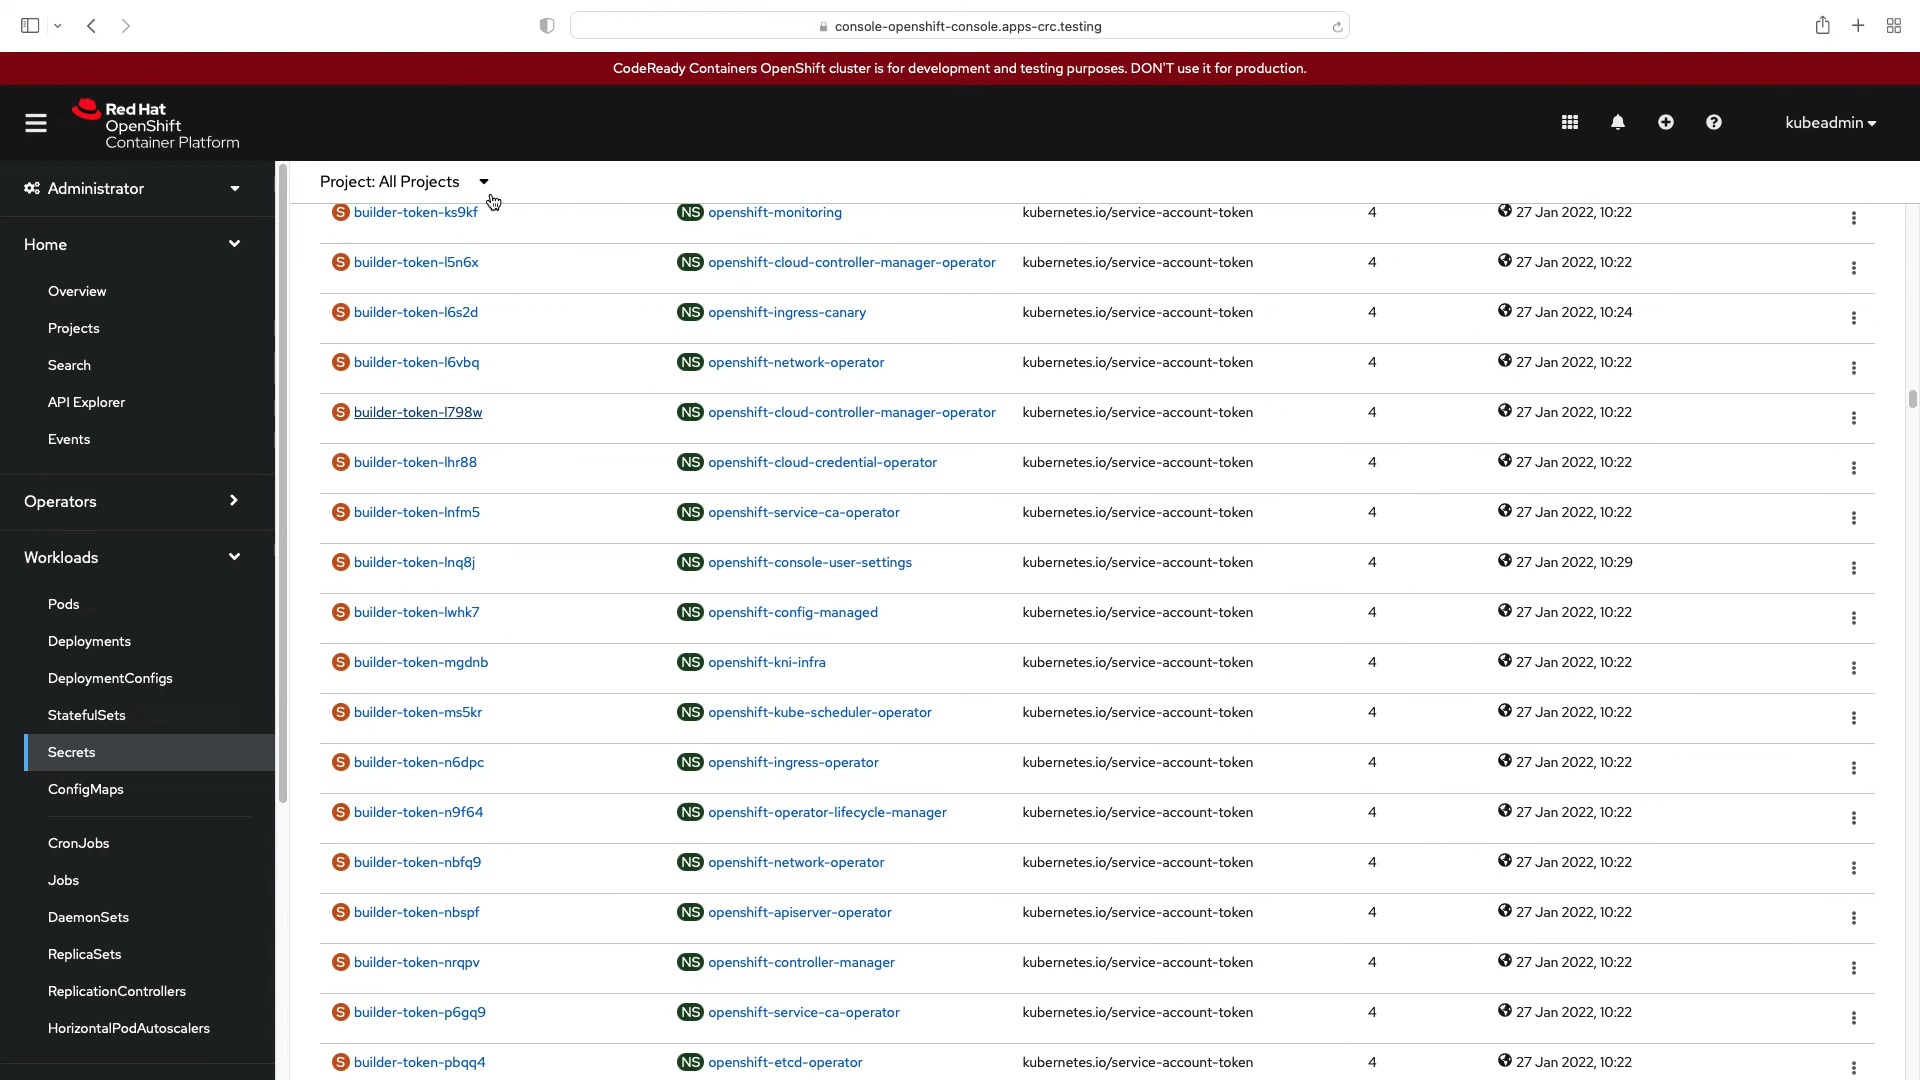 console-openshift-console.apps-crc.testing
CodeReady Containers OpenShift cluster is for development and testing purposes. DON'T use it for production.
Red Hat
OpenShift
Container Platform
kubeadmin
Administrator
Home
Overview
Projects
Search
API Explorer
Events
Operators
Workloads
Pods
Deployments
DeploymentConfigs
StatefulSets
Secrets
ConfigMaps
CronJobs
Jobs
DaemonSets
ReplicaSets
ReplicationControllers
HorizontalPodAutoscalers
Project: All Projects
S builder-token-ks9kf NS openshift-monitoring kubernetes.io/service-account-token 4 27 Jan 2022, 10:22
S builder-token-l5n6x NS openshift-cloud-controller-manager-operator kubernetes.io/service-account-token 4 27 Jan 2022, 10:22
S builder-token-l6s2d NS openshift-ingress-canary kubernetes.io/service-account-token 4 27 Jan 2022, 10:24
S builder-token-l6vbq NS openshift-network-operator kubernetes.io/service-account-token 4 27 Jan 2022, 10:22
S builder-token-l798w NS openshift-cloud-controller-manager-operator kubernetes.io/service-account-token 4 27 Jan 2022, 10:22
S builder-token-lhr88 NS openshift-cloud-credential-operator kubernetes.io/service-account-token 4 27 Jan 2022, 10:22
S builder-token-lnfm5 NS openshift-service-ca-operator kubernetes.io/service-account-token 4 27 Jan 2022, 10:22
S builder-token-lnq8j NS openshift-console-user-settings kubernetes.io/service-account-token 4 27 Jan 2022, 10:29
S builder-token-lwhk7 NS openshift-config-managed kubernetes.io/service-account-token 4 27 Jan 2022, 10:22
S builder-token-mgdnb NS openshift-kni-infra kubernetes.io/service-account-token 4 27 Jan 2022, 10:22
S builder-token-ms5kr NS openshift-kube-scheduler-operator kubernetes.io/service-account-token 4 27 Jan 2022, 10:22
S builder-token-n6dpc NS openshift-ingress-operator kubernetes.io/service-account-token 4 27 Jan 2022, 10:22
S builder-token-n9f64 NS openshift-operator-lifecycle-manager kubernetes.io/service-account-token 4 27 Jan 2022, 10:22
S builder-token-nbfq9 NS openshift-network-operator kubernetes.io/service-account-token 4 27 Jan 2022, 10:22
S builder-token-nbspf NS openshift-apiserver-operator kubernetes.io/service-account-token 4 27 Jan 2022, 10:22
S builder-token-nrqpv NS openshift-controller-manager kubernetes.io/service-account-token 4 27 Jan 2022, 10:22
S builder-token-p6gq9 NS openshift-service-ca-operator kubernetes.io/service-account-token 4 27 Jan 2022, 10:22
S builder-token-pbqq4 NS openshift-etcd-operator kubernetes.io/service-account-token 4 27 Jan 2022, 10:22